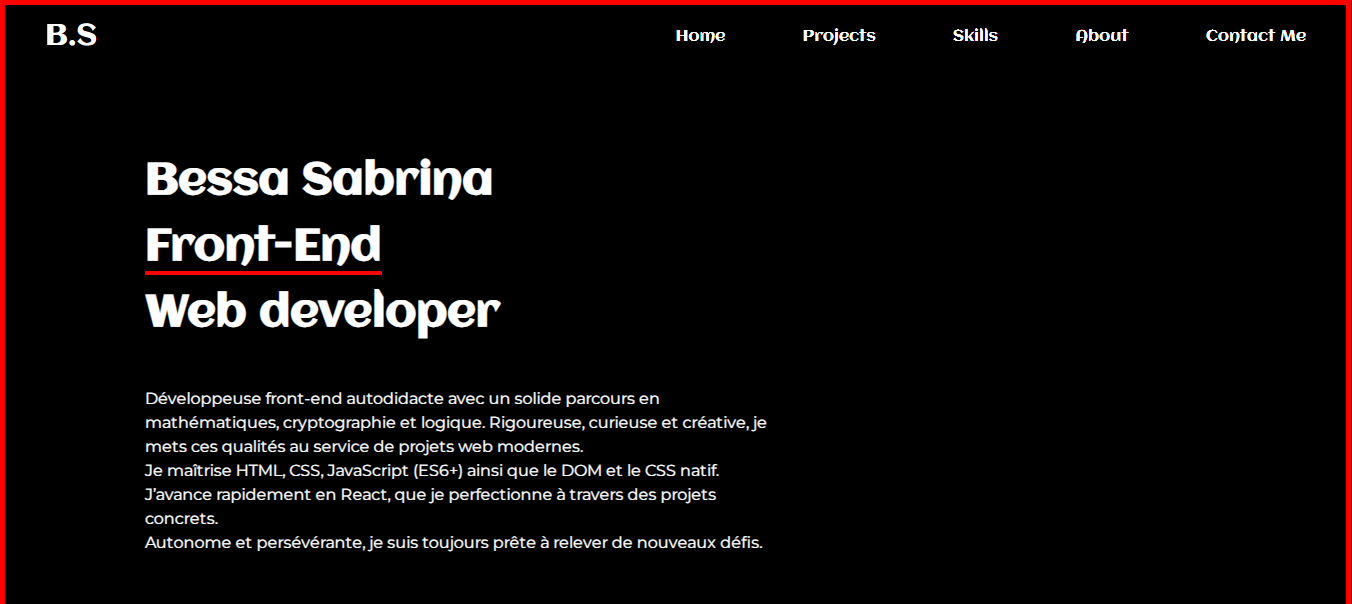 B.S
Home Projects Skills About Contact Me
Bessa Sabrina
Front-End
Web developer
Développeuse front-end autodidacte avec un solide parcours en
mathématiques, cryptographie et logique. Rigoureuse, curieuse et créative, je
mets ces qualités au service de projets web modernes.
Je maîtrise HTML, CSS, JavaScript (ES6+) ainsi que le DOM et le CSS natif.
J'avance rapidement en React, que je perfectionne à travers des projets
concrets.
Autonome et persévérante, je suis toujours prête à relever de nouveaux défis.